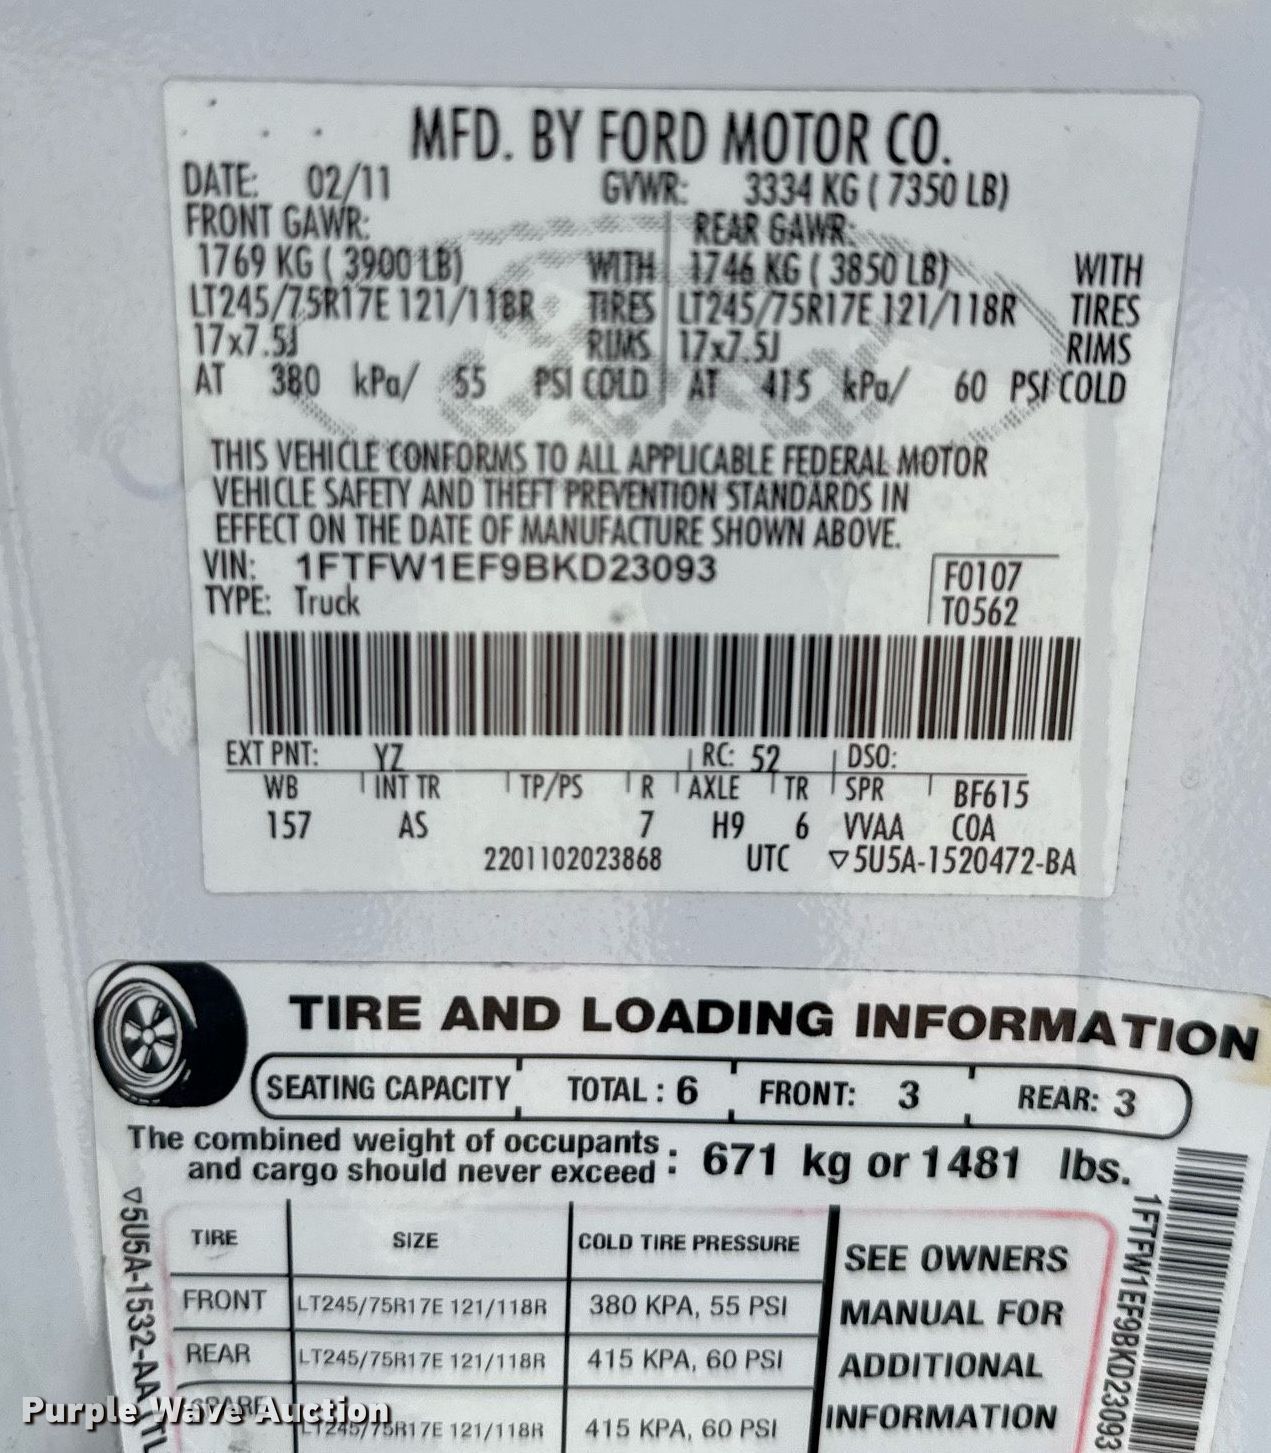 MFD. BY FORD MOTOR CO.
DATE: 02/11 GVWR: 3334 KG ( 7350 LB)
FRONT GAWR: REAR GAWR:
1769 KG ( 3900 LB) WITH 1746 KG ( 3850 LB) WITH
LT245/75R17E 121/118R TIRES LT245/75R17E 121/118R TIRES
17x7.5J RIMS 17x7.5J RIMS
AT 380 kPa/ 55 PSI COLD AT 415 kPa/ 60 PSI COLD
THIS VEHICLE CONFORMS TO ALL APPLICABLE FEDERAL MOTOR
VEHICLE SAFETY AND THEFT PREVENTION STANDARDS IN
EFFECT ON THE DATE OF MANUFACTURE SHOWN ABOVE.
VIN: 1FTFW1EF9BKD23093 F0107
TYPE: Truck T0562
EXT PNT: YZ RC: 52 DSO:
WB INT TR TP/PS R AXLE TR SPR BF615
157 AS 7 H9 6 VVAA COA
2201102023868 UTC ▽5U5A-1520472-BA
TIRE AND LOADING INFORMATION
SEATING CAPACITY TOTAL : 6 FRONT: 3 REAR: 3
The combined weight of occupants
and cargo should never exceed : 671 kg or 1481 lbs.
TIRE SIZE COLD TIRE PRESSURE
FRONT LT245/75R17E 121/118R 380 KPA, 55 PSI
REAR LT245/75R17E 121/118R 415 KPA, 60 PSI
SPARE LT245/75R17E 121/118R 415 KPA, 60 PSI
SEE OWNERS
MANUAL FOR
ADDITIONAL
INFORMATION
1FTFW1EF9BKD23093
▽5U5A-1532-AA
Purple Wave Auction